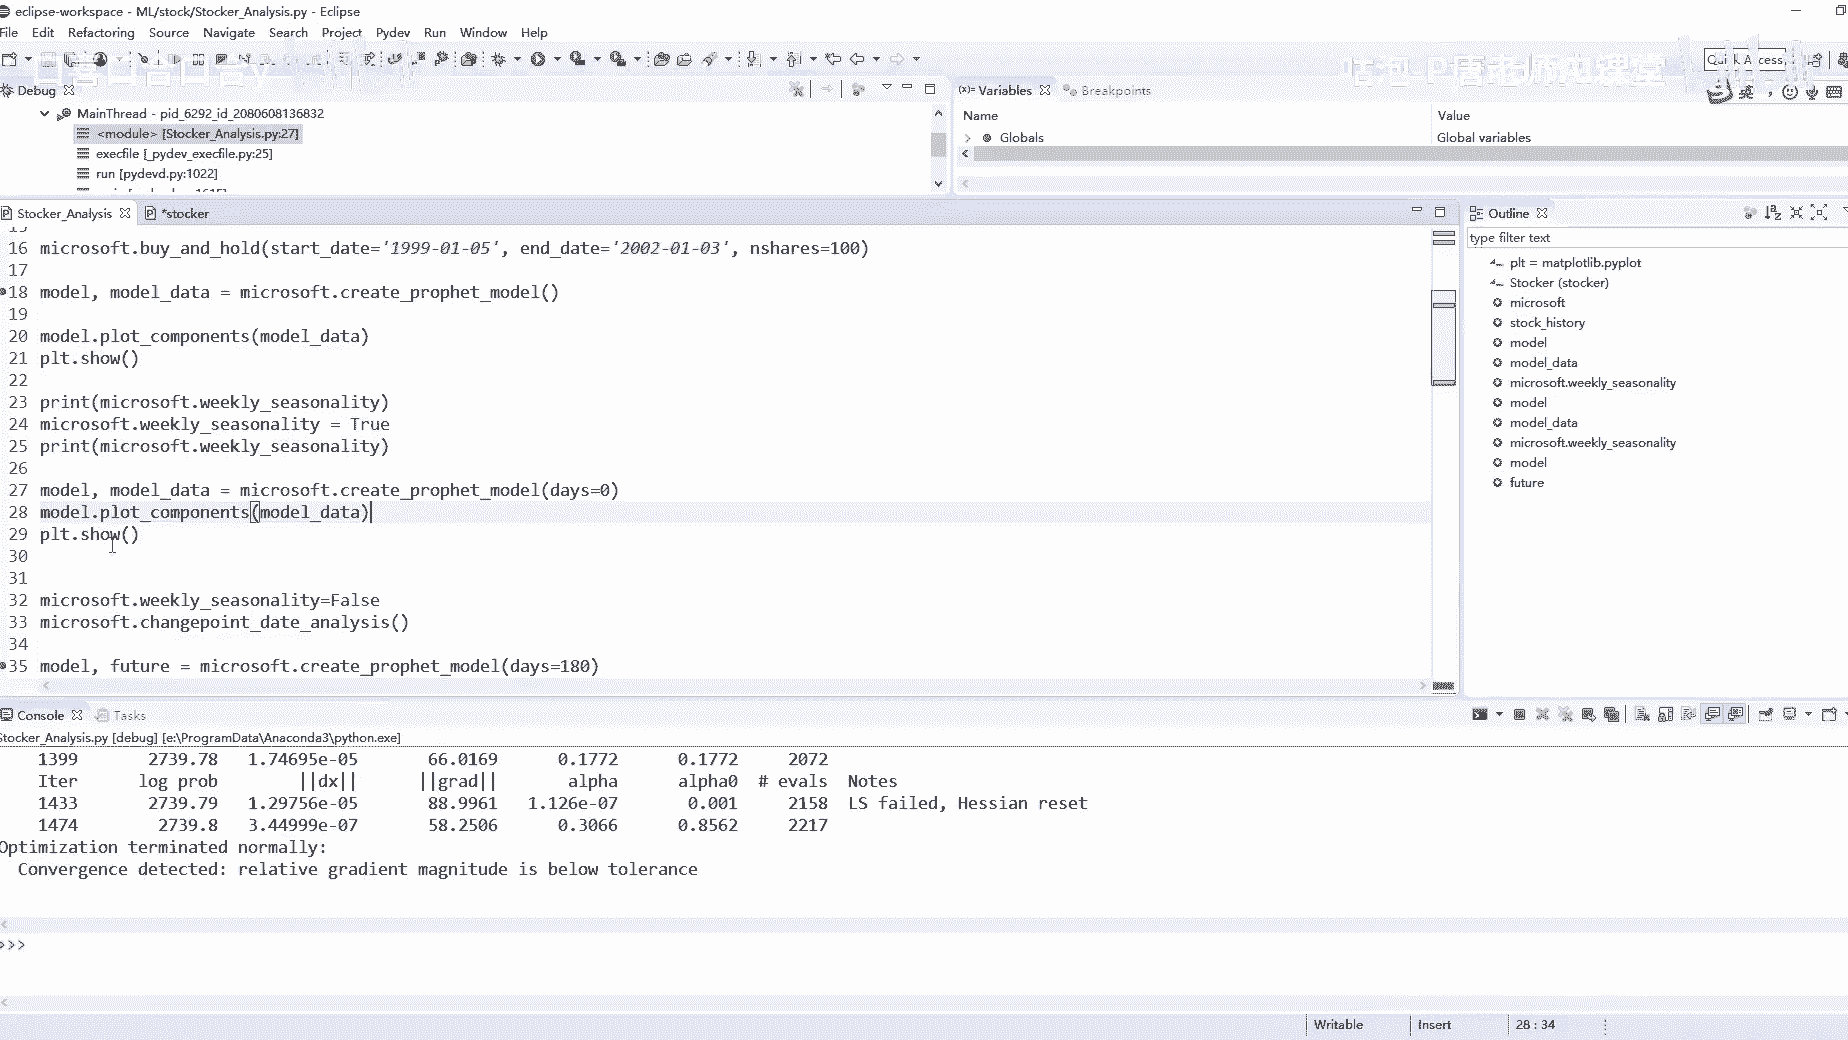 eclipse-workspace - ML/stock/Stocker_Analysis.py - Eclipse
File Edit Refactoring Source Navigate Search Project Pydev Run Window Help
Quick Access
Debug
MainThread - pid_6292_id_2080608136832
<module> [Stocker_Analysis.py:27]
execfile [_pydev_execfile.py:25]
run [pydevd.py:1022]
(x)= Variables Breakpoints
Name Value
Globals Global variables
Stocker_Analysis *stocker
16 microsoft.buy_and_hold(start_date='1999-01-05', end_date='2002-01-03', nshares=100)
17
18 model, model_data = microsoft.create_prophet_model()
19
20 model.plot_components(model_data)
21 plt.show()
22
23 print(microsoft.weekly_seasonality)
24 microsoft.weekly_seasonality = True
25 print(microsoft.weekly_seasonality)
26
27 model, model_data = microsoft.create_prophet_model(days=0)
28 model.plot_components(model_data)
29 plt.show()
30
31
32 microsoft.weekly_seasonality=False
33 microsoft.changepoint_date_analysis()
34
35 model, future = microsoft.create_prophet_model(days=180)
Outline
type filter text
plt = matplotlib.pyplot
Stocker (stocker)
microsoft
stock_history
model
model_data
microsoft.weekly_seasonality
model
model_data
microsoft.weekly_seasonality
model
future
Console Tasks
Stocker_Analysis.py [debug] [e:\ProgramData\Anaconda3\python.exe]
1399 2739.78 1.74695e-05 66.0169 0.1772 0.1772 2072
Iter log prob ||dx|| ||grad|| alpha alpha0 # evals Notes
1433 2739.79 1.29756e-05 88.9961 1.126e-07 0.001 2158 LS failed, Hessian reset
1474 2739.8 3.44999e-07 58.2506 0.3066 0.8562 2217
Optimization terminated normally:
Convergence detected: relative gradient magnitude is below tolerance
>>>
Writable Insert 28 : 34